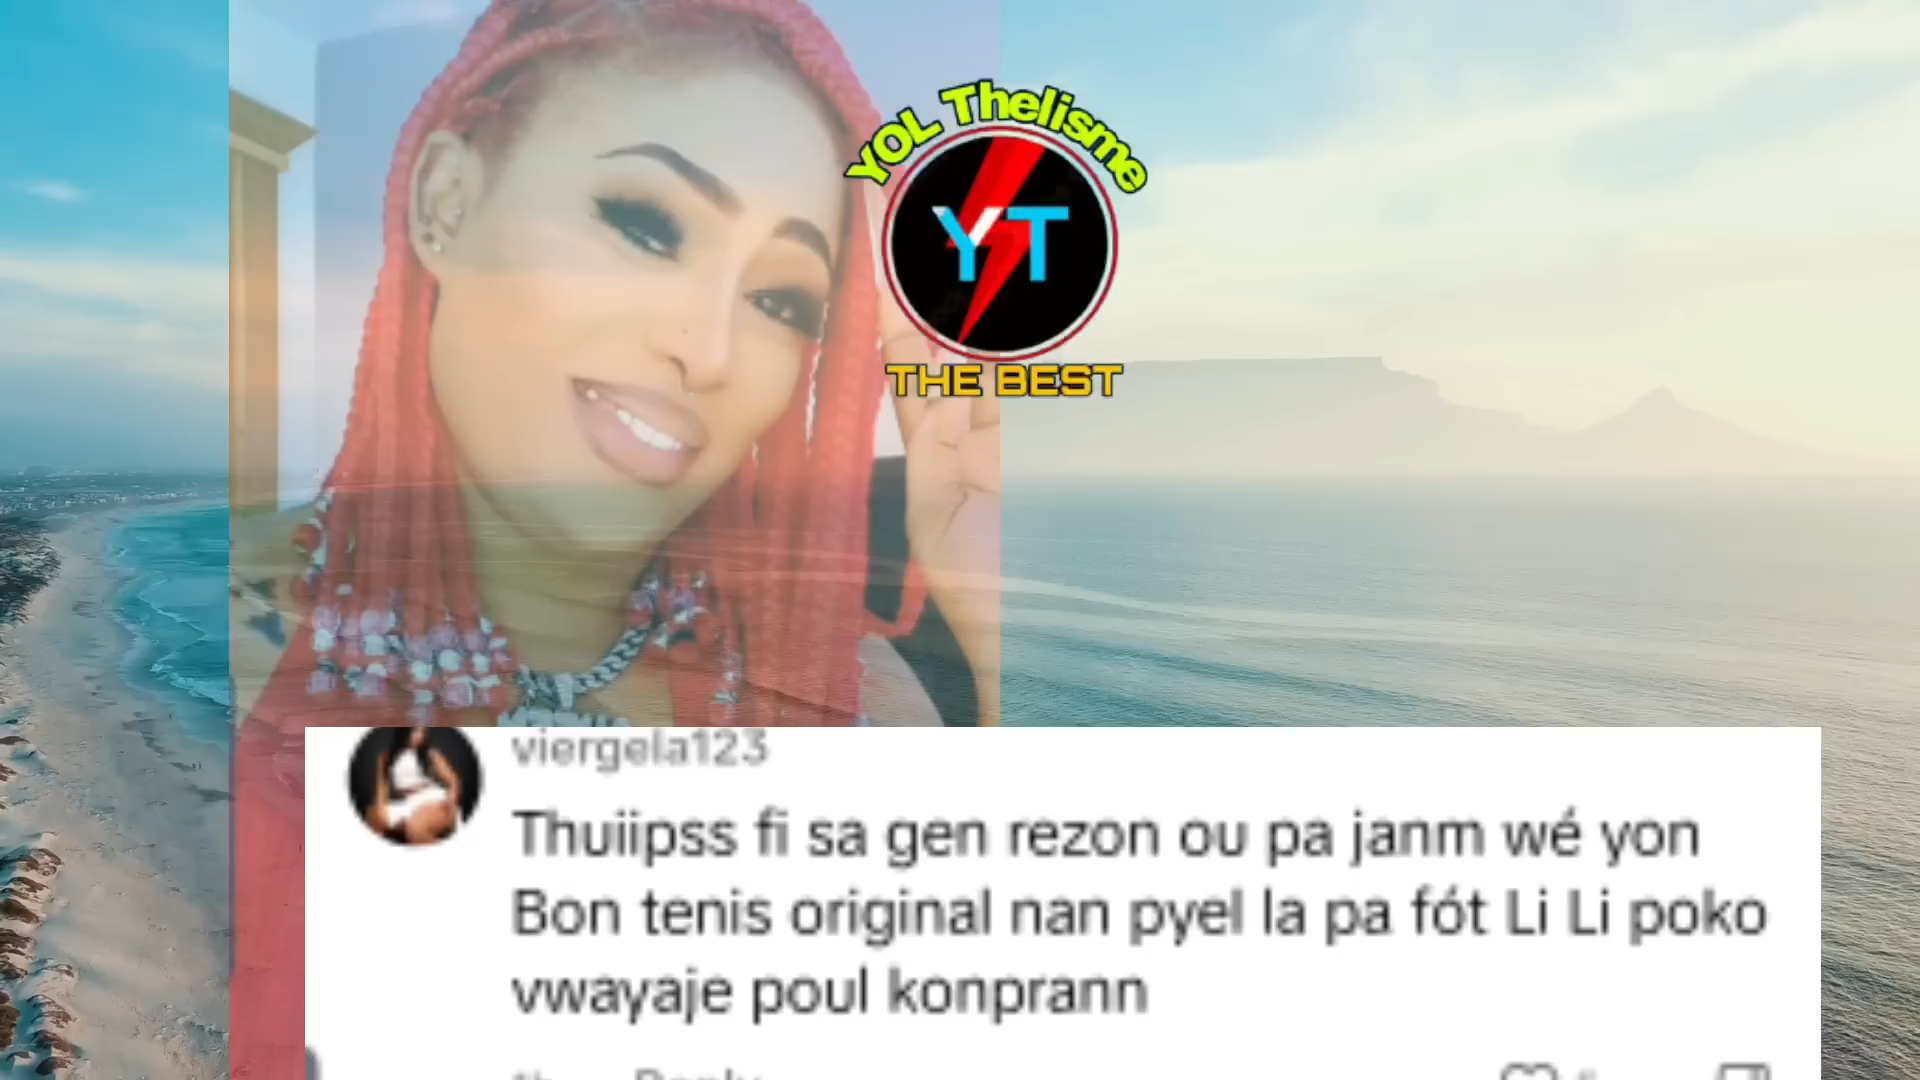 YOL Thelisme
YT
THE BEST
viergela123
Thuiipss fi sa gen rezon ou pa janm wé yon
Bon tenis original nan pyel la pa fót Li Li poko
vwayaje poul konprann